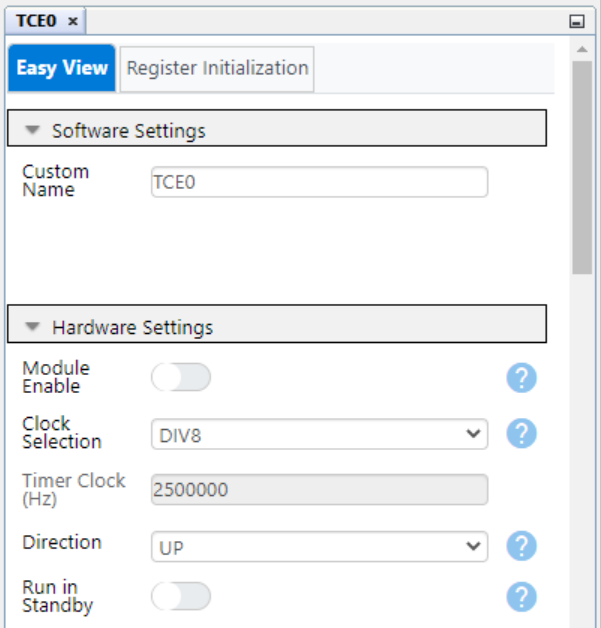 TCE0 ×
Easy View Register Initialization
Software Settings
Custom
Name
TCE0
Hardware Settings
Module
Enable
?
Clock
Selection
DIV8
?
Timer Clock
(Hz)
2500000
Direction
UP
?
Run in
Standby
?